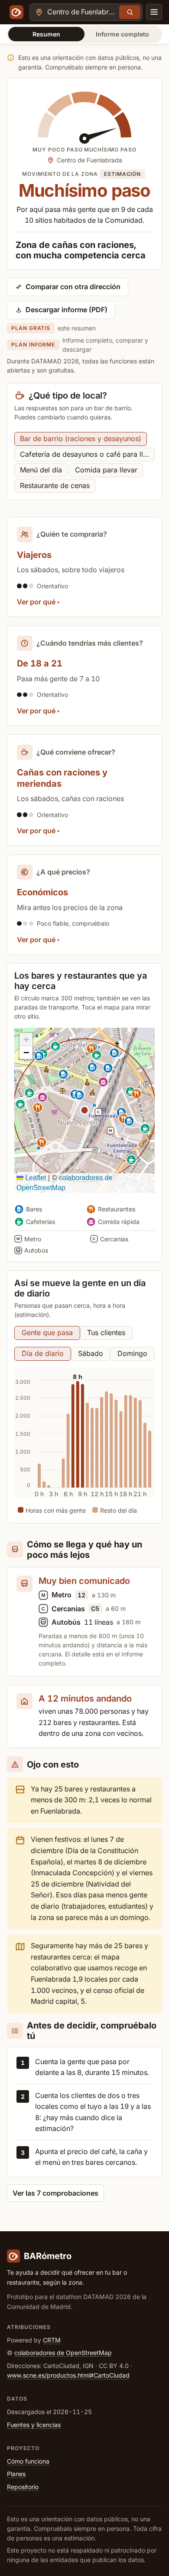 Centro de Fuenlabr...
Resumen
Informe completo
Esto es una orientación con datos públicos, no una
garantía. Compruébalo siempre en persona.
MUY POCO PASO
MUCHÍSIMO PASO
Centro de Fuenlabrada
MOVIMIENTO DE LA ZONA
ESTIMACIÓN
Muchísimo paso
Por aquí pasa más gente que en 9 de cada
10 sitios habitados de la Comunidad.
Zona de cañas con raciones,
con mucha competencia cerca
Comparar con otra dirección
Descargar informe (PDF)
PLAN GRATIS
este resumen
PLAN INFORME
Informe completo, comparar y
descargar
Durante DATAMAD 2026, todas las funciones están
abiertas y son gratuitas.
¿Qué tipo de local?
Las respuestas son para un bar de barrio.
Puedes cambiarlo cuando quieras.
Bar de barrio (raciones y desayunos)
Cafetería de desayunos o café para ll...
Menú del día
Comida para llevar
Restaurante de cenas
¿Quién te compraría?
Viajeros
Los sábados, sobre todo viajeros
Orientativo
Ver por qué
¿Cuándo tendrías más clientes?
De 18 a 21
Pasa más gente de 7 a 10
Orientativo
Ver por qué
¿Qué conviene ofrecer?
Cañas con raciones y
meriendas
Los sábados, cañas con raciones
Orientativo
Ver por qué
¿A qué precios?
Económicos
Mira antes los precios de la zona
Poco fiable, compruébalo
Ver por qué
Los bares y restaurantes que ya
hay cerca
El círculo marca 300 metros; también se ven las
paradas de transporte. Toca el mapa para mirar
otro sitio.
+
−
Nuevo Centro
Fuenlabrada
Central
Leaflet | © colaboradores de
OpenStreetMap
Bares
Restaurantes
Cafeterías
Comida rápida
M Metro
C Cercanías
Autobús
Así se mueve la gente en un día
de diario
Personas que pasan cerca, hora a hora
(estimación).
Gente que pasa
Tus clientes
Día de diario
Sábado
Domingo
8 h
3.000
2.500
2.000
1.500
1.000
500
0
0 h 3 h 6 h 9 h 12 h 15 h 18 h 21 h
Horas con más gente
Resto del día
Cómo se llega y qué hay un
poco más lejos
Muy bien comunicado
M Metro 12 a 130 m
C Cercanías C5 a 60 m
Autobús 11 líneas a 160 m
Paradas a menos de 800 m (unos 10
minutos andando) y distancia a la más
cercana. El detalle está en el Informe
completo.
A 12 minutos andando
viven unas 78.000 personas y hay
212 bares y restaurantes. Está
dentro de una zona con vecinos.
Ojo con esto
Ya hay 25 bares y restaurantes a
menos de 300 m: 2,1 veces lo normal
en Fuenlabrada.
Vienen festivos: el lunes 7 de
diciembre (Día de la Constitución
Española), el martes 8 de diciembre
(Inmaculada Concepción) y el viernes
25 de diciembre (Natividad del
Señor). Esos días pasa menos gente
de diario (trabajadores, estudiantes) y
la zona se parece más a un domingo.
Seguramente hay más de 25 bares y
restaurantes cerca: el mapa
colaborativo que usamos recoge en
Fuenlabrada 1,9 locales por cada
1.000 vecinos, y el censo oficial de
Madrid capital, 5.
Antes de decidir, compruébalo
tú
1 Cuenta la gente que pasa por
delante a las 8, durante 15 minutos.
2 Cuenta los clientes de dos o tres
locales como el tuyo a las 19 y a las
8: ¿hay más cuando dice la
estimación?
3 Apunta el precio del café, la caña y
el menú en tres bares cercanos.
Ver las 7 comprobaciones
BARómetro
Te ayuda a decidir qué ofrecer en tu bar o
restaurante, según la zona.
Prototipo para el datathon DATAMAD 2026 de la
Comunidad de Madrid.
ATRIBUCIONES
Powered by CRTM
© colaboradores de OpenStreetMap
Direcciones: CartoCiudad, IGN · CC BY 4.0 ·
www.scne.es/productos.html#CartoCiudad
DATOS
Descargados el 2026-11-25
Fuentes y licencias
PROYECTO
Cómo funciona
Planes
Repositorio
Esto es una orientación con datos públicos, no una
garantía. Compruébalo siempre en persona. Toda cifra
de personas es una estimación.
Este proyecto no está respaldado ni patrocinado por
ninguna de las entidades que publican los datos.